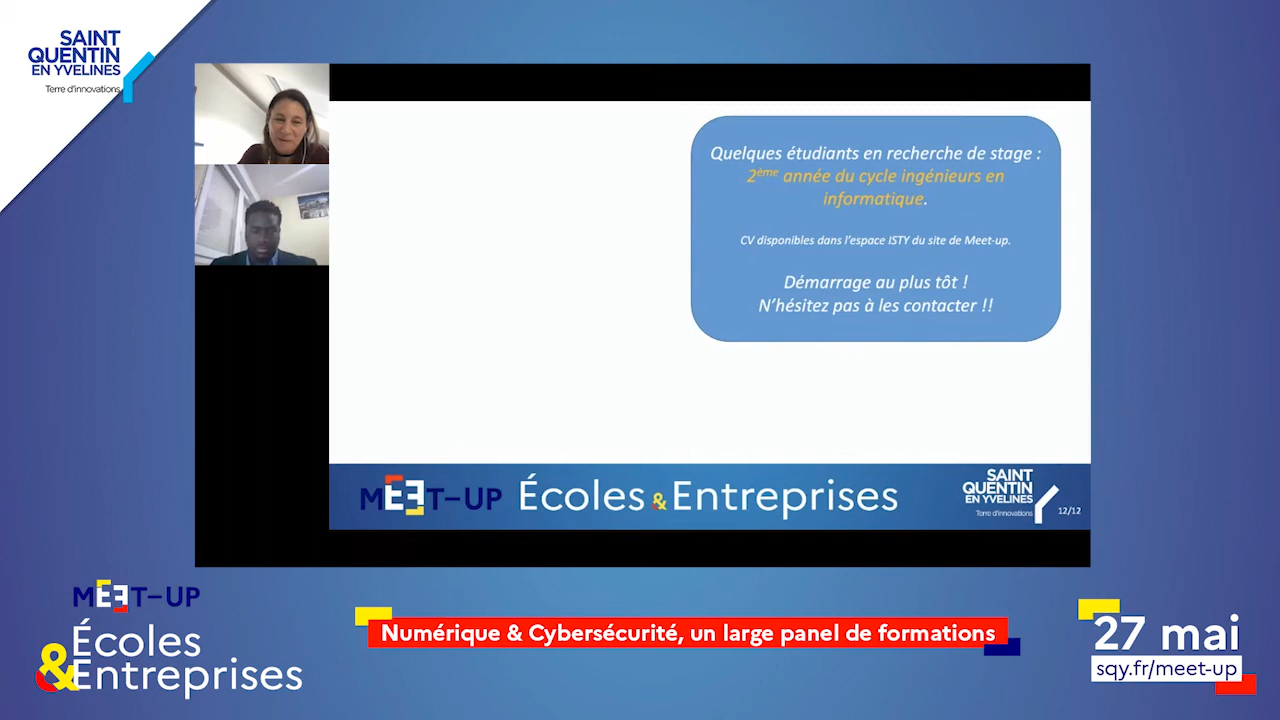 SAINT
QUENTIN
EN YVELINES
Terre d'innovations
Quelques étudiants en recherche de stage :
2ème année du cycle ingénieurs en
informatique.
CV disponibles dans l'espace ISTY du site de Meet-up.
Démarrage au plus tôt !
N'hésitez pas à les contacter !!
MEET-UP Écoles & Entreprises
SAINT
QUENTIN
EN YVELINES
Terre d'innovations
12/12
MEET-UP
Écoles
& Entreprises
Numérique & Cybersécurité, un large panel de formations
27 mai
sqy.fr/meet-up